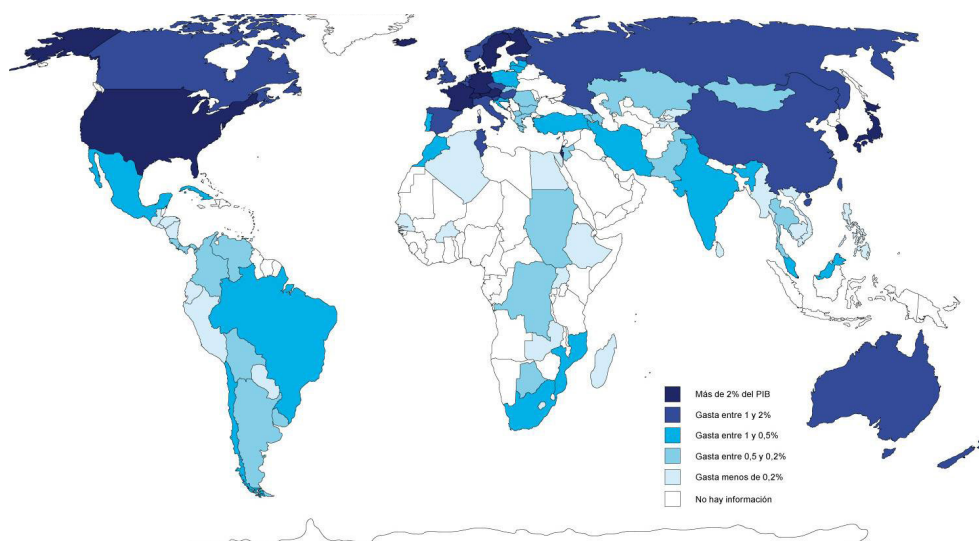 Más de 2% del PIB
Gasta entre 1 y 2%
Gasta entre 1 y 0,5%
Gasta entre 0,5 y 0,2%
Gasta menos de 0,2%
No hay información